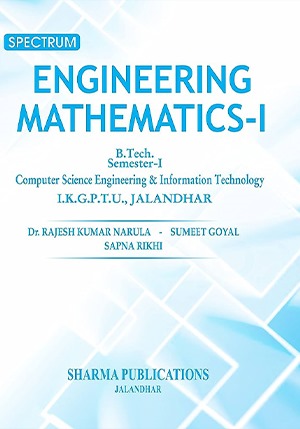 SPECTRUM
ENGINEERING
MATHEMATICS-I
B.Tech.
Semester-I
Computer Science Engineering & Information Technology
I.K.G.P.T.U., JALANDHAR
Dr. RAJESH KUMAR NARULA - SUMEET GOYAL
SAPNA RIKHI
SHARMA PUBLICATIONS
JALANDHAR